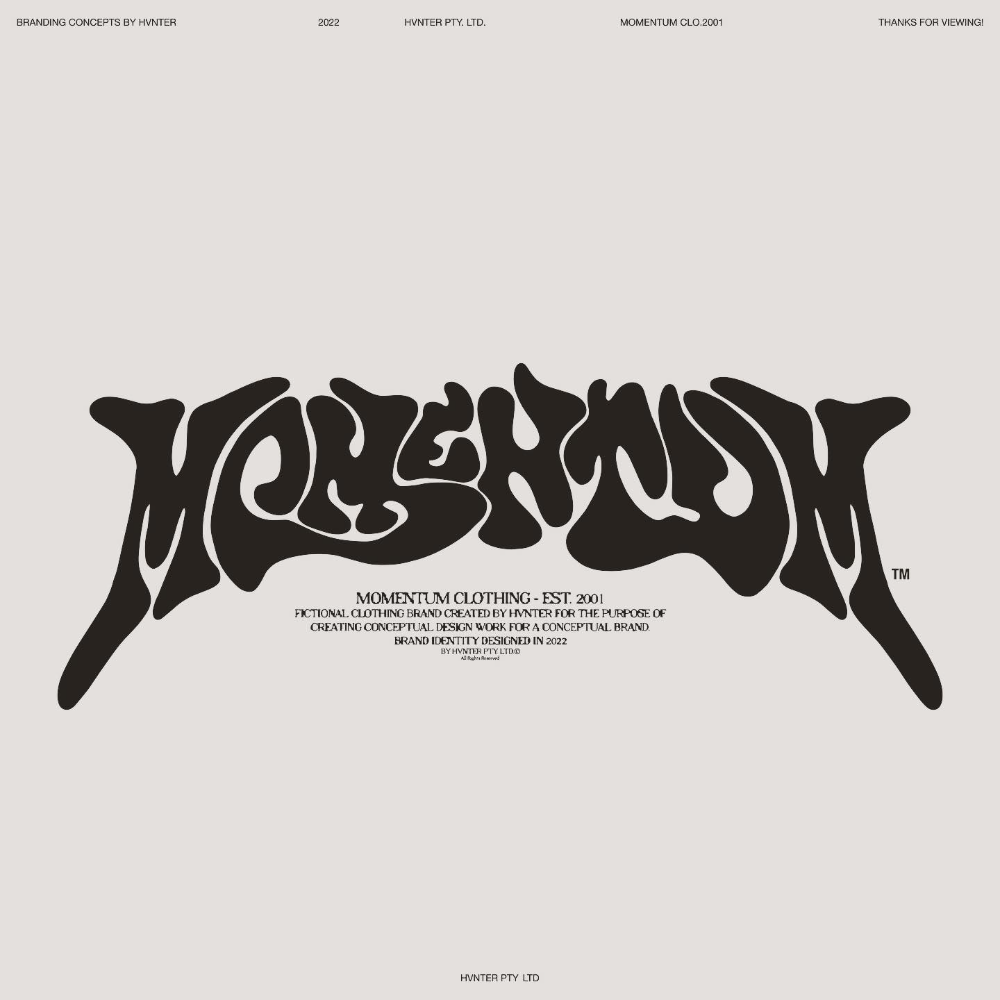 BRANDING CONCEPTS BY HVNTER 2022 HVNTER PTY. LTD. MOMENTUM CLO.2001 THANKS FOR VIEWING!
MOMENTUM
TM
MOMENTUM CLOTHING - EST. 2001
FICTIONAL CLOTHING BRAND CREATED BY HVNTER FOR THE PURPOSE OF
CREATING CONCEPTUAL DESIGN WORK FOR A CONCEPTUAL BRAND.
BRAND IDENTITY DESIGNED IN 2022
BY HVNTER PTY LTD.©
All Rights Reserved
HVNTER PTY LTD